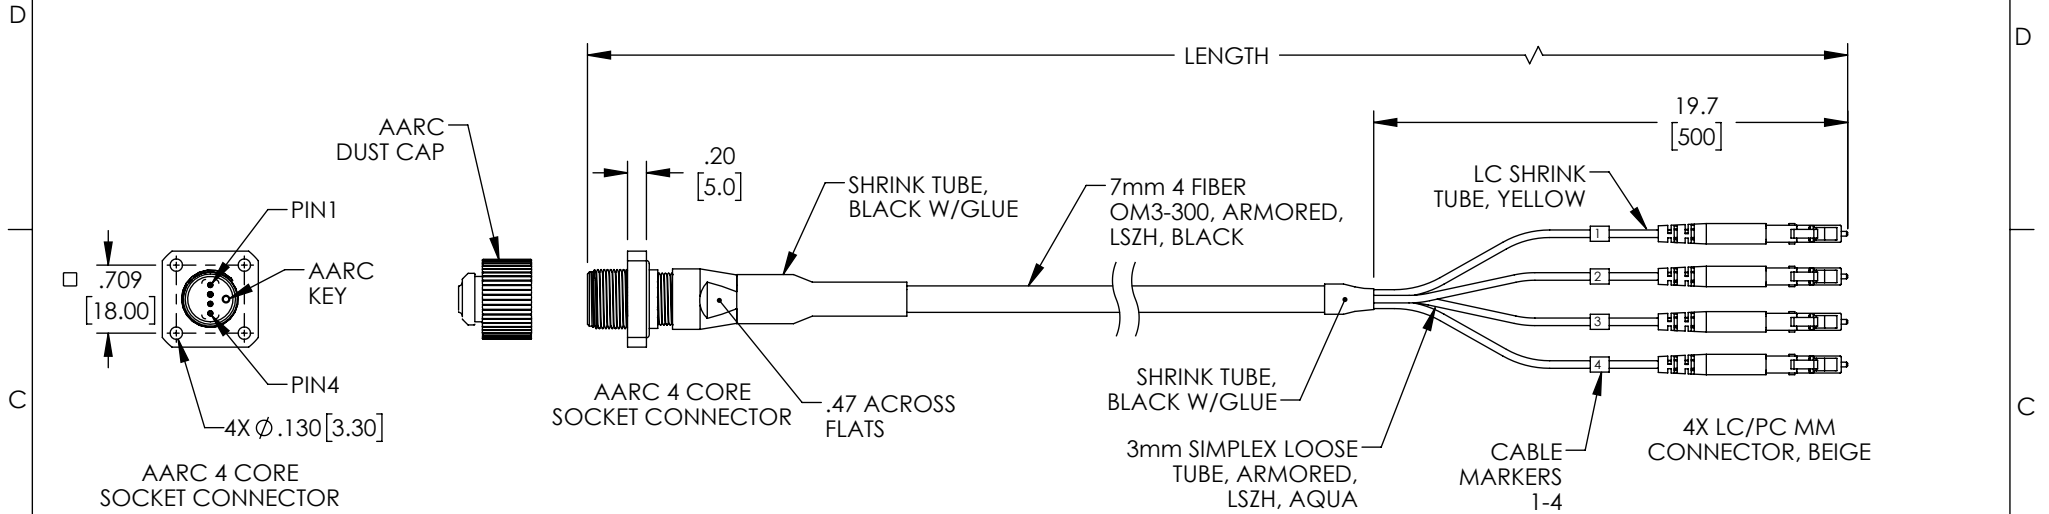 D
D
LENGTH
19.7
[500]
AARC
DUST CAP
.20
[5.0]
SHRINK TUBE,
BLACK W/GLUE
7mm 4 FIBER
OM3-300, ARMORED,
LSZH, BLACK
LC SHRINK
TUBE, YELLOW
PIN1
AARC
KEY
.709
[18.00]
PIN4
4X Ø .130 [3.30]
AARC 4 CORE
SOCKET CONNECTOR
AARC 4 CORE
SOCKET CONNECTOR
.47 ACROSS
FLATS
SHRINK TUBE,
BLACK W/GLUE
3mm SIMPLEX LOOSE
TUBE, ARMORED,
LSZH, AQUA
1
2
3
4
CABLE
MARKERS
1-4
4X LC/PC MM
CONNECTOR, BEIGE
C
C